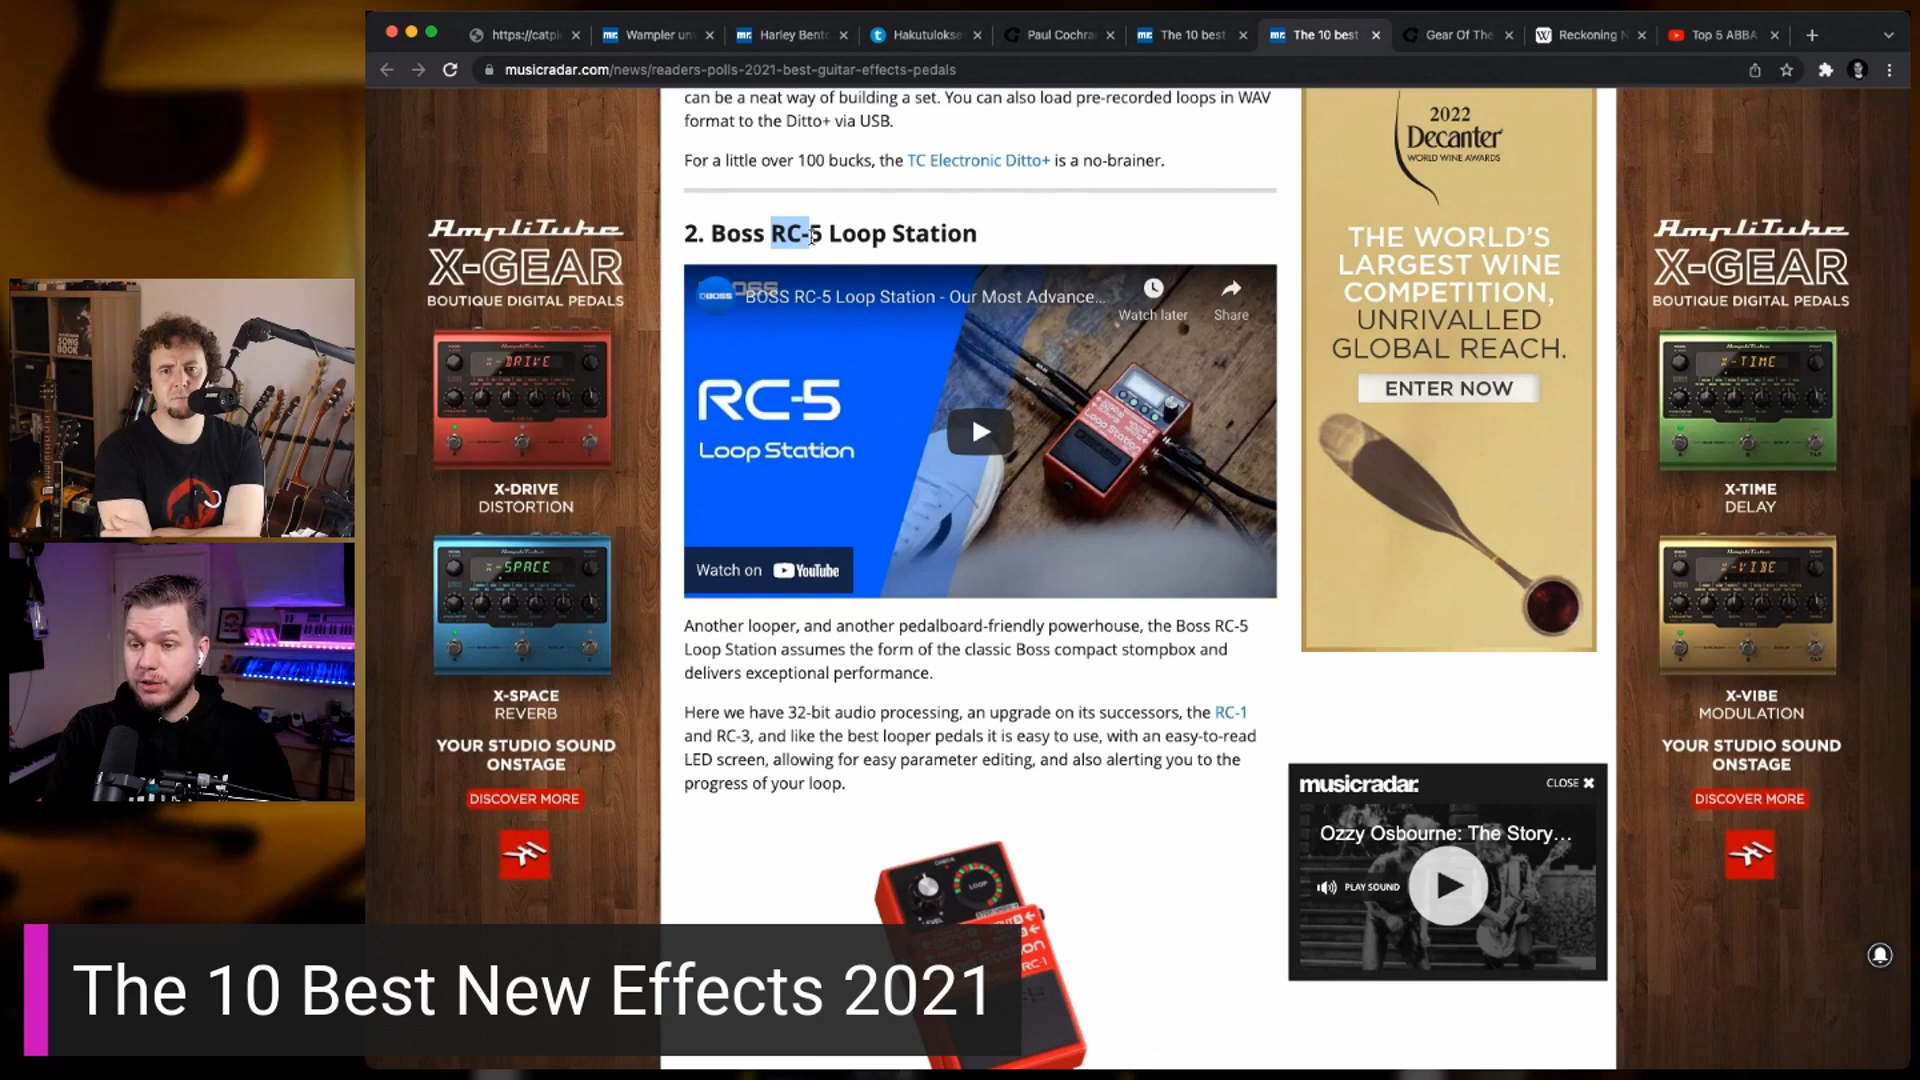 https://catpi
Wampler un
Harley Bento
Hakutulokse
Paul Cochra
The 10 best
The 10 best
Gear Of The
Reckoning N
Top 5 ABBA
musicradar.com/news/readers-polls-2021-best-guitar-effects-pedals
can be a neat way of building a set. You can also load pre-recorded loops in WAV
format to the Ditto+ via USB.
For a little over 100 bucks, the TC Electronic Ditto+ is a no-brainer.
2. Boss RC-5 Loop Station
BOSS RC-5 Loop Station - Our Most Advance...
Watch later
Share
RC-5
Loop Station
Watch on YouTube
Another looper, and another pedalboard-friendly powerhouse, the Boss RC-5
Loop Station assumes the form of the classic Boss compact stompbox and
delivers exceptional performance.
Here we have 32-bit audio processing, an upgrade on its successors, the RC-1
and RC-3, and like the best looper pedals it is easy to use, with an easy-to-read
LED screen, allowing for easy parameter editing, and also alerting you to the
progress of your loop.
LOOP
LEVEL
RC-1
AmpliTube
X-GEAR
BOUTIQUE DIGITAL PEDALS
X-DRIVE
X-DRIVE
DISTORTION
X-SPACE
X-SPACE
REVERB
YOUR STUDIO SOUND
ONSTAGE
DISCOVER MORE
2022
Decanter
WORLD WINE AWARDS
THE WORLD'S
LARGEST WINE
COMPETITION,
UNRIVALLED
GLOBAL REACH.
ENTER NOW
musicradar.
CLOSE X
Ozzy Osbourne: The Story...
PLAY SOUND
AmpliTube
X-GEAR
BOUTIQUE DIGITAL PEDALS
X-TIME
X-TIME
DELAY
X-VIBE
X-VIBE
MODULATION
YOUR STUDIO SOUND
ONSTAGE
DISCOVER MORE
The 10 Best New Effects 2021